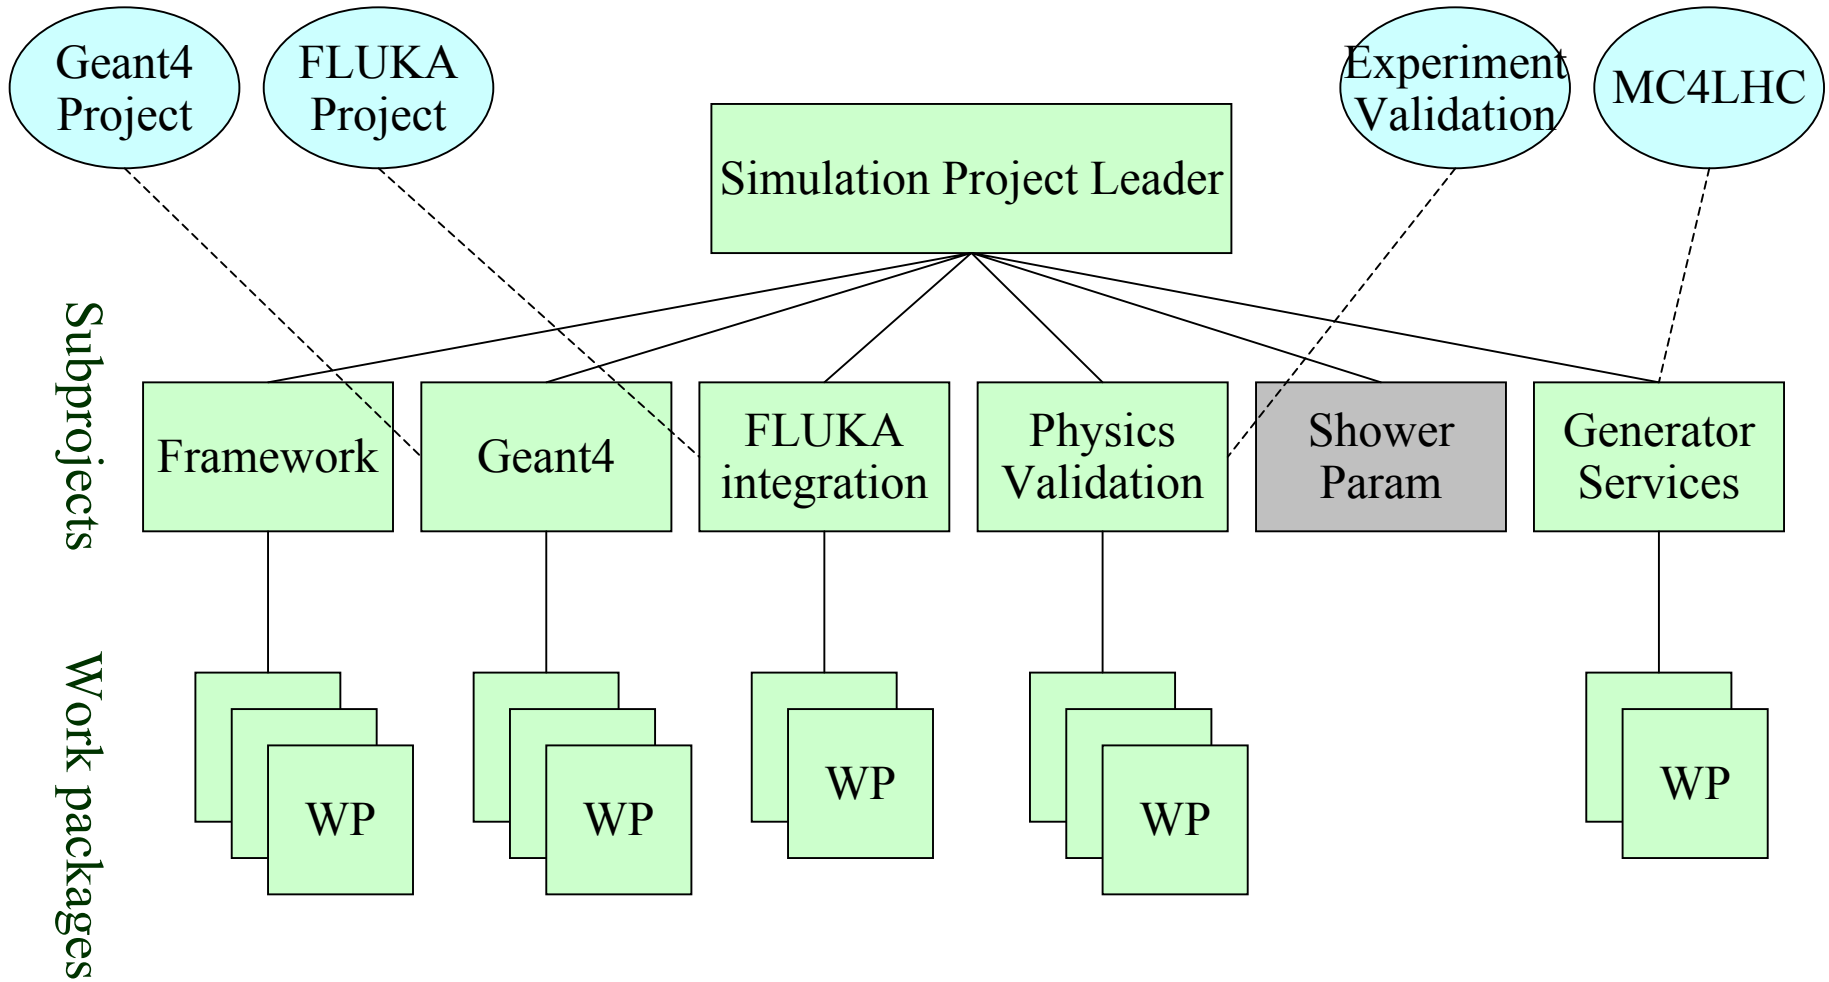 Geant4
Project
FLUKA
Project
Experiment
Validation
MC4LHC
Simulation Project Leader
Subprojects
Framework
Geant4
FLUKA
integration
Physics
Validation
Shower
Param
Generator
Services
Work packages
WP
WP
WP
WP
WP